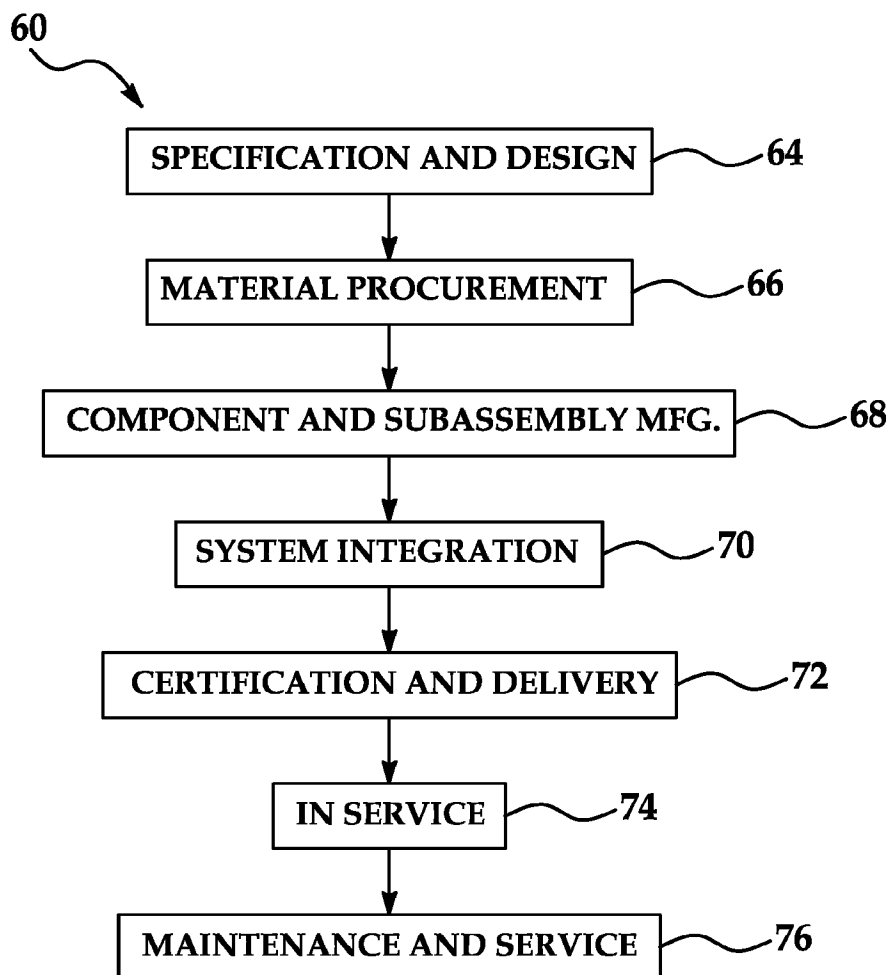 60
SPECIFICATION AND DESIGN 64
MATERIAL PROCUREMENT 66
COMPONENT AND SUBASSEMBLY MFG. 68
SYSTEM INTEGRATION 70
CERTIFICATION AND DELIVERY 72
IN SERVICE 74
MAINTENANCE AND SERVICE 76